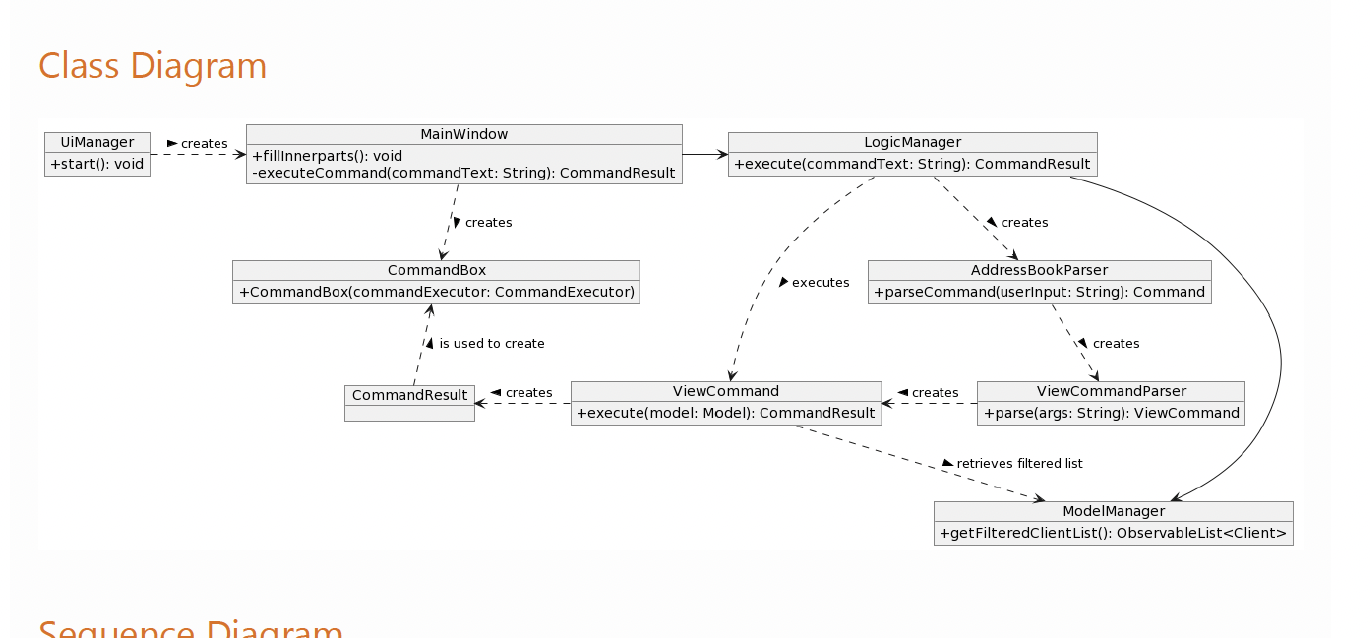 Class Diagram
UiManager
+start(): void
creates
MainWindow
+fillInnerparts(): void
-executeCommand(commandText: String): CommandResult
LogicManager
+execute(commandText: String): CommandResult
creates
creates
CommandBox
+CommandBox(commandExecutor: CommandExecutor)
executes
AddressBookParser
+parseCommand(userInput: String): Command
is used to create
creates
CommandResult
creates
ViewCommand
+execute(model: Model): CommandResult
creates
ViewCommandParser
+parse(args: String): ViewCommand
retrieves filtered list
ModelManager
+getFilteredClientList(): ObservableList<Client>
Sequence Diagram